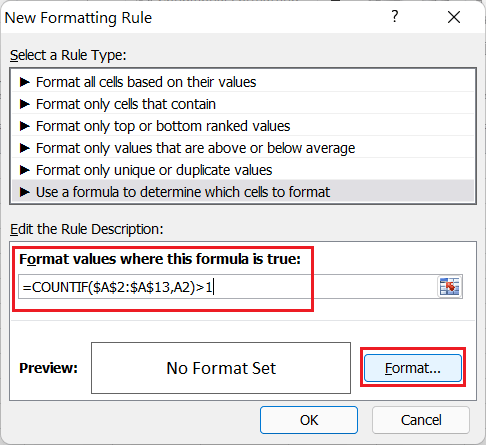 New Formatting Rule
?
Select a Rule Type:
► Format all cells based on their values
► Format only cells that contain
► Format only top or bottom ranked values
► Format only values that are above or below average
► Format only unique or duplicate values
► Use a formula to determine which cells to format
Edit the Rule Description:
Format values where this formula is true:
=COUNTIF($A$2:$A$13,A2)>1
Preview:
No Format Set
Format...
OK
Cancel